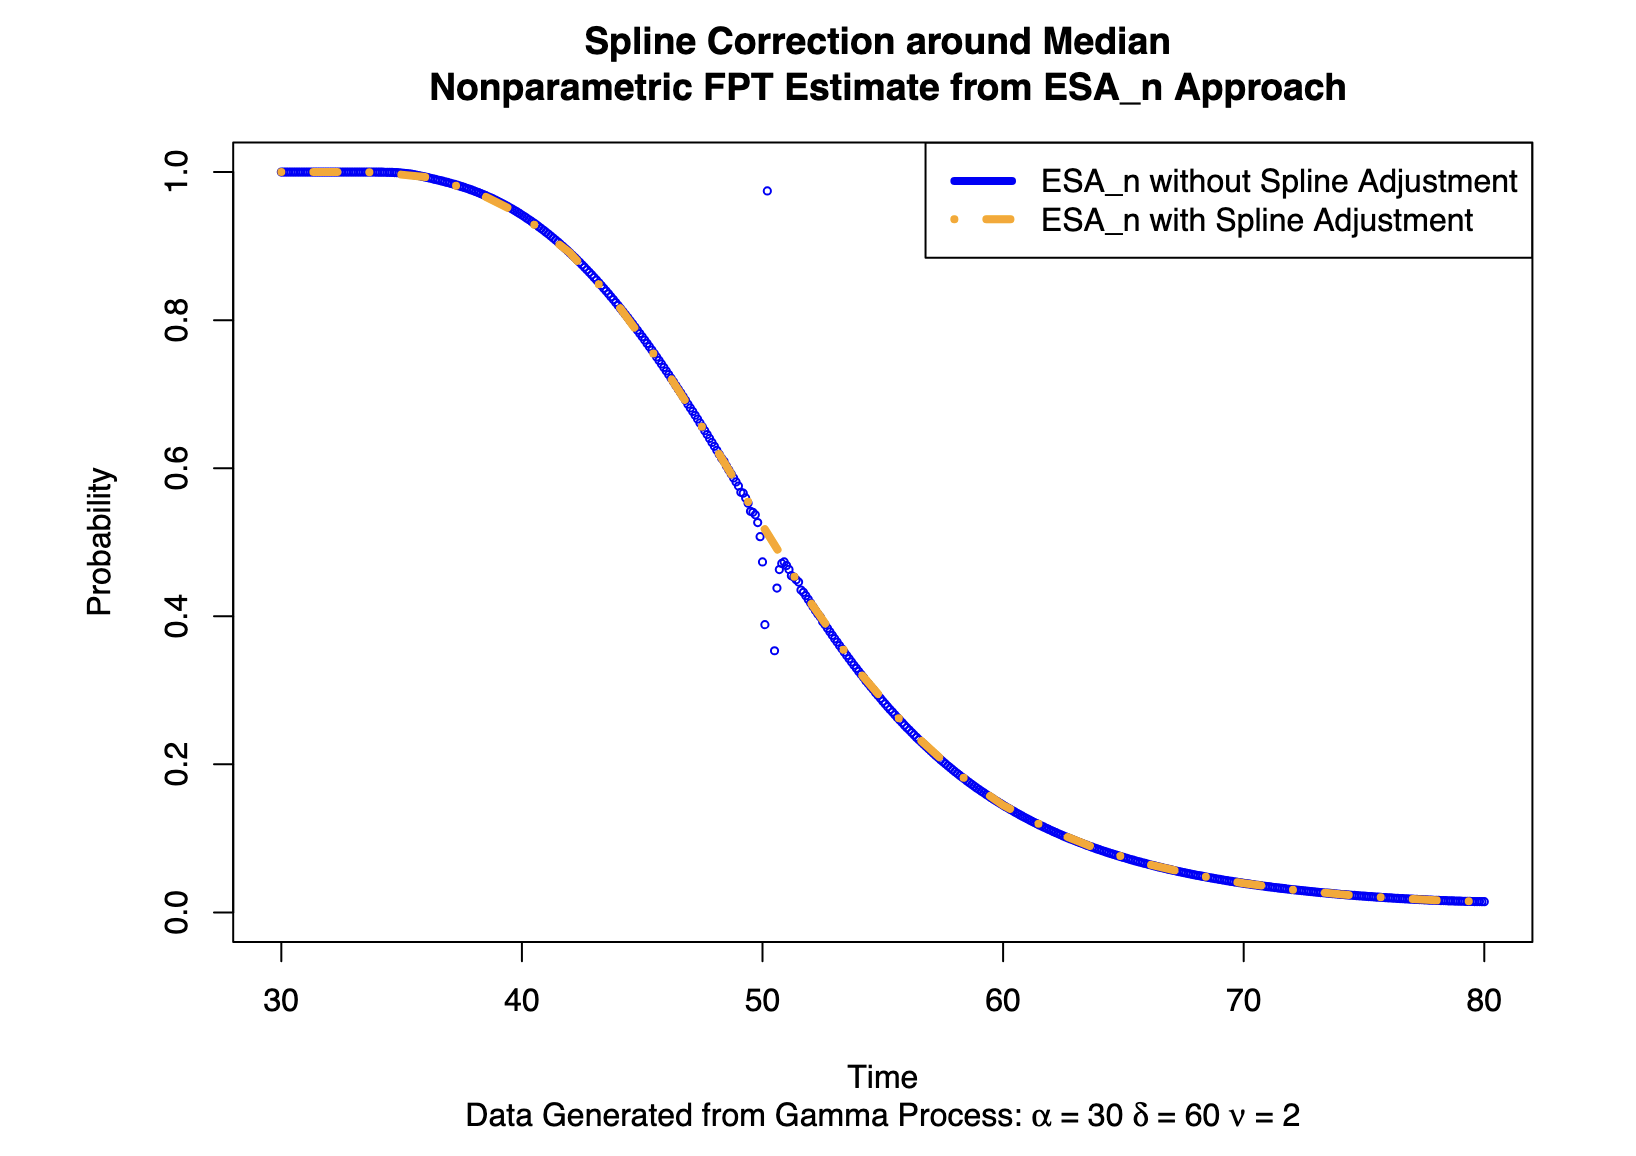 Spline Correction around Median
Nonparametric FPT Estimate from ESA_n Approach
ESA_n without Spline Adjustment
ESA_n with Spline Adjustment
Probability
1.0
0.8
0.6
0.4
0.2
0.0
30 40 50 60 70 80
Time
Data Generated from Gamma Process: α = 30 δ = 60 ν = 2